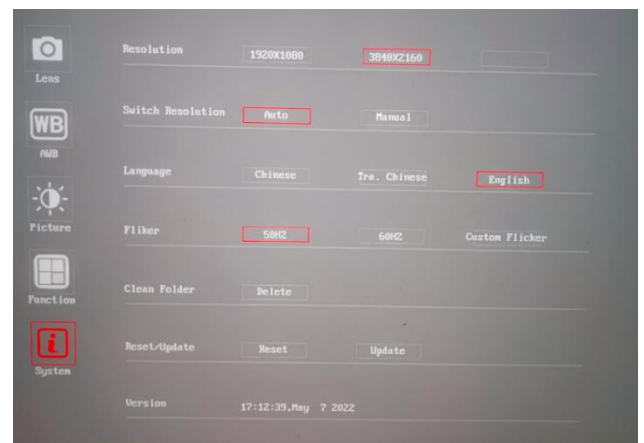 Resolution 1920X1080 3840X2160
Lens
Switch Resolution Auto Manual
WB
AWB
Language Chinese Tra. Chinese English
Picture
Fliker 50HZ 60HZ Custom Flicker
Clean Folder Delete
Function
Reset/Update Reset Update
i
System
Version 17:12:39,May 7 2022